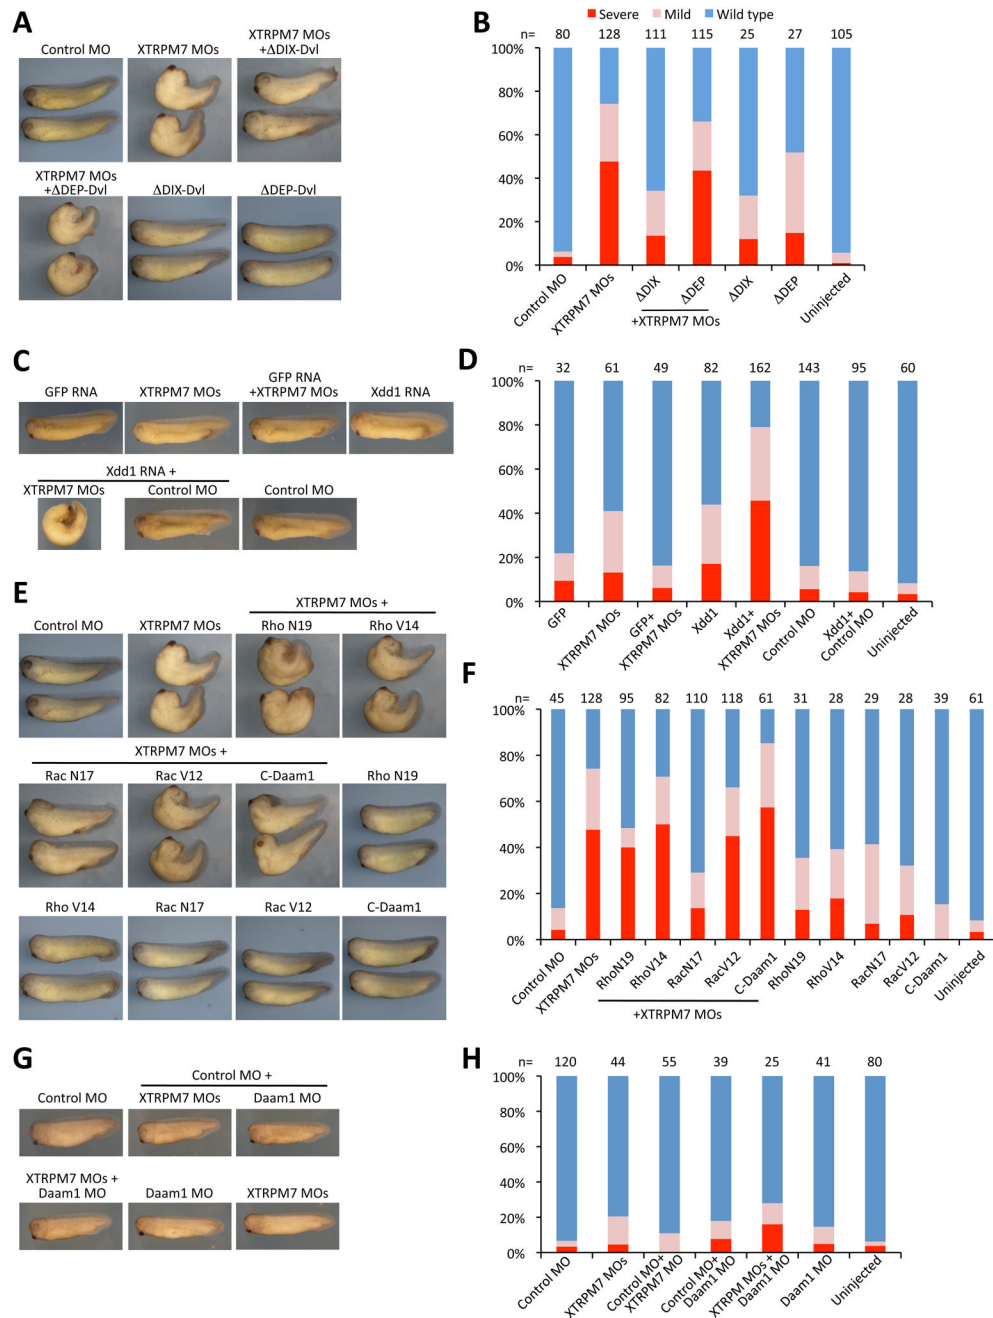 A
Control MO
XTRPM7 MOs
XTRPM7 MOs
+ΔDIX-Dvl
XTRPM7 MOs
+ΔDEP-Dvl
ΔDIX-Dvl
ΔDEP-Dvl
B
Severe
Mild
Wild type
n= 80 128 111 115 25 27 105
100%
80%
60%
40%
20%
0%
Control MO
XTRPM7 MOs
ΔDIX
ΔDEP
ΔDIX
ΔDEP
Uninjected
+XTRPM7 MOs
C
GFP RNA
XTRPM7 MOs
GFP RNA
+XTRPM7 MOs
Xdd1 RNA
Xdd1 RNA +
XTRPM7 MOs
Control MO
Control MO
D
n= 32 61 49 82 162 143 95 60
100%
80%
60%
40%
20%
0%
GFP
XTRPM7 MOs
GFP+
XTRPM7 MOs
Xdd1
Xdd1+
XTRPM7 MOs
Control MO
Xdd1+
Control MO
Uninjected
E
XTRPM7 MOs +
Control MO
XTRPM7 MOs
Rho N19
Rho V14
XTRPM7 MOs +
Rac N17
Rac V12
C-Daam1
Rho N19
Rho V14
Rac N17
Rac V12
C-Daam1
F
n= 45 128 95 82 110 118 61 31 28 29 28 39 61
100%
80%
60%
40%
20%
0%
Control MO
XTRPM7 MOs
RhoN19
RhoV14
RacN17
RacV12
C-Daam1
RhoN19
RhoV14
RacN17
RacV12
C-Daam1
Uninjected
+XTRPM7 MOs
G
Control MO +
Control MO
XTRPM7 MOs
Daam1 MO
XTRPM7 MOs +
Daam1 MO
Daam1 MO
XTRPM7 MOs
H
n= 120 44 55 39 25 41 80
100%
80%
60%
40%
20%
0%
Control MO
XTRPM7 MOs
Control MO+
XTRPM7 MO
Control MO+
Daam1 MO
XTRPM MOs +
Daam1 MO
Daam1 MO
Uninjected